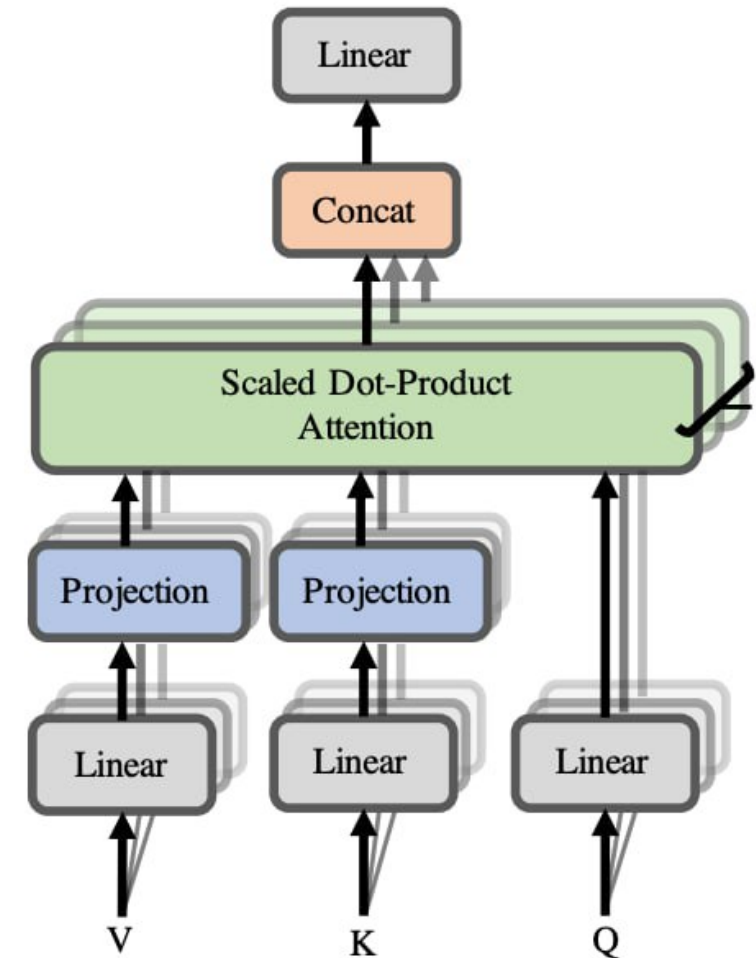 Linear
Concat
Scaled Dot-Product
Attention
Projection
Projection
Linear
Linear
Linear
V
K
Q